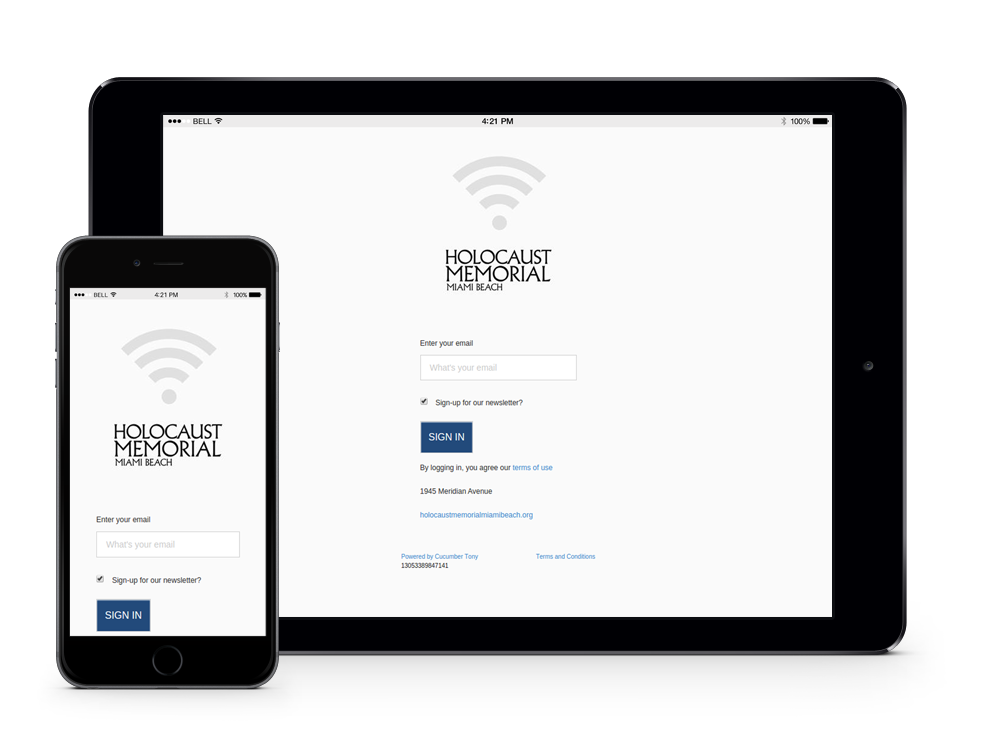 BELL
4:21 PM
100%
HOLOCAUST
MEMORIAL
MIAMI BEACH
Enter your email
What's your email
Sign-up for our newsletter?
SIGN IN
By logging in, you agree our terms of use
1945 Meridian Avenue
holocaustmemorialmiamibeach.org
Powered by Cucumber Tony
Terms and Conditions
13053389847141
BELL
4:21 PM
100%
HOLOCAUST
MEMORIAL
MIAMI BEACH
Enter your email
What's your email
Sign-up for our newsletter?
SIGN IN